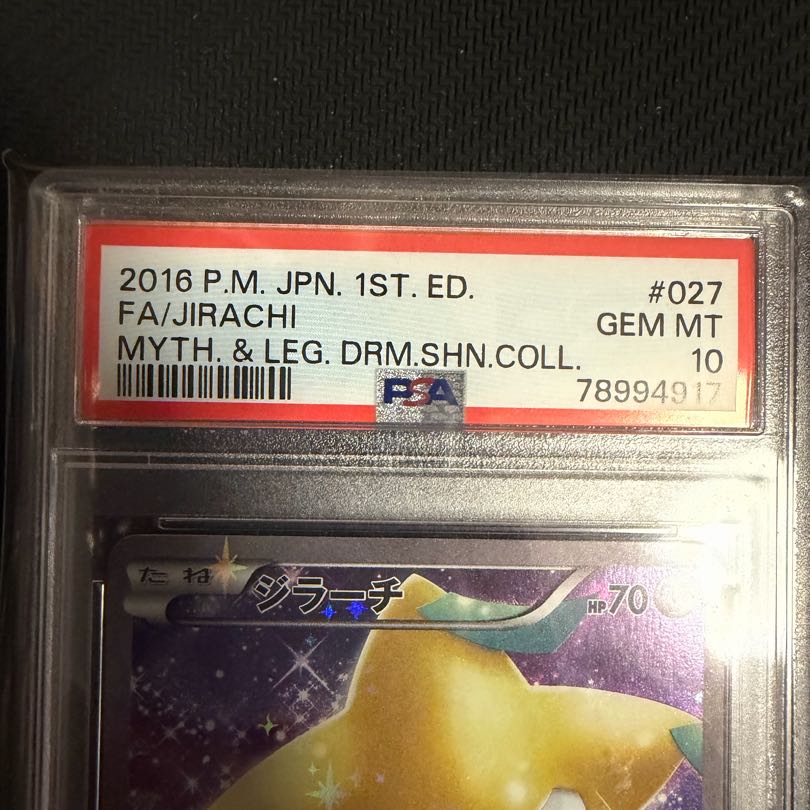 2016 P.M. JPN. 1ST. ED. #027
FA/JIRACHI GEM MT
MYTH. & LEG. DRM.SHN.COLL. 10
PSA 78994917
たね ジラーチ HP70